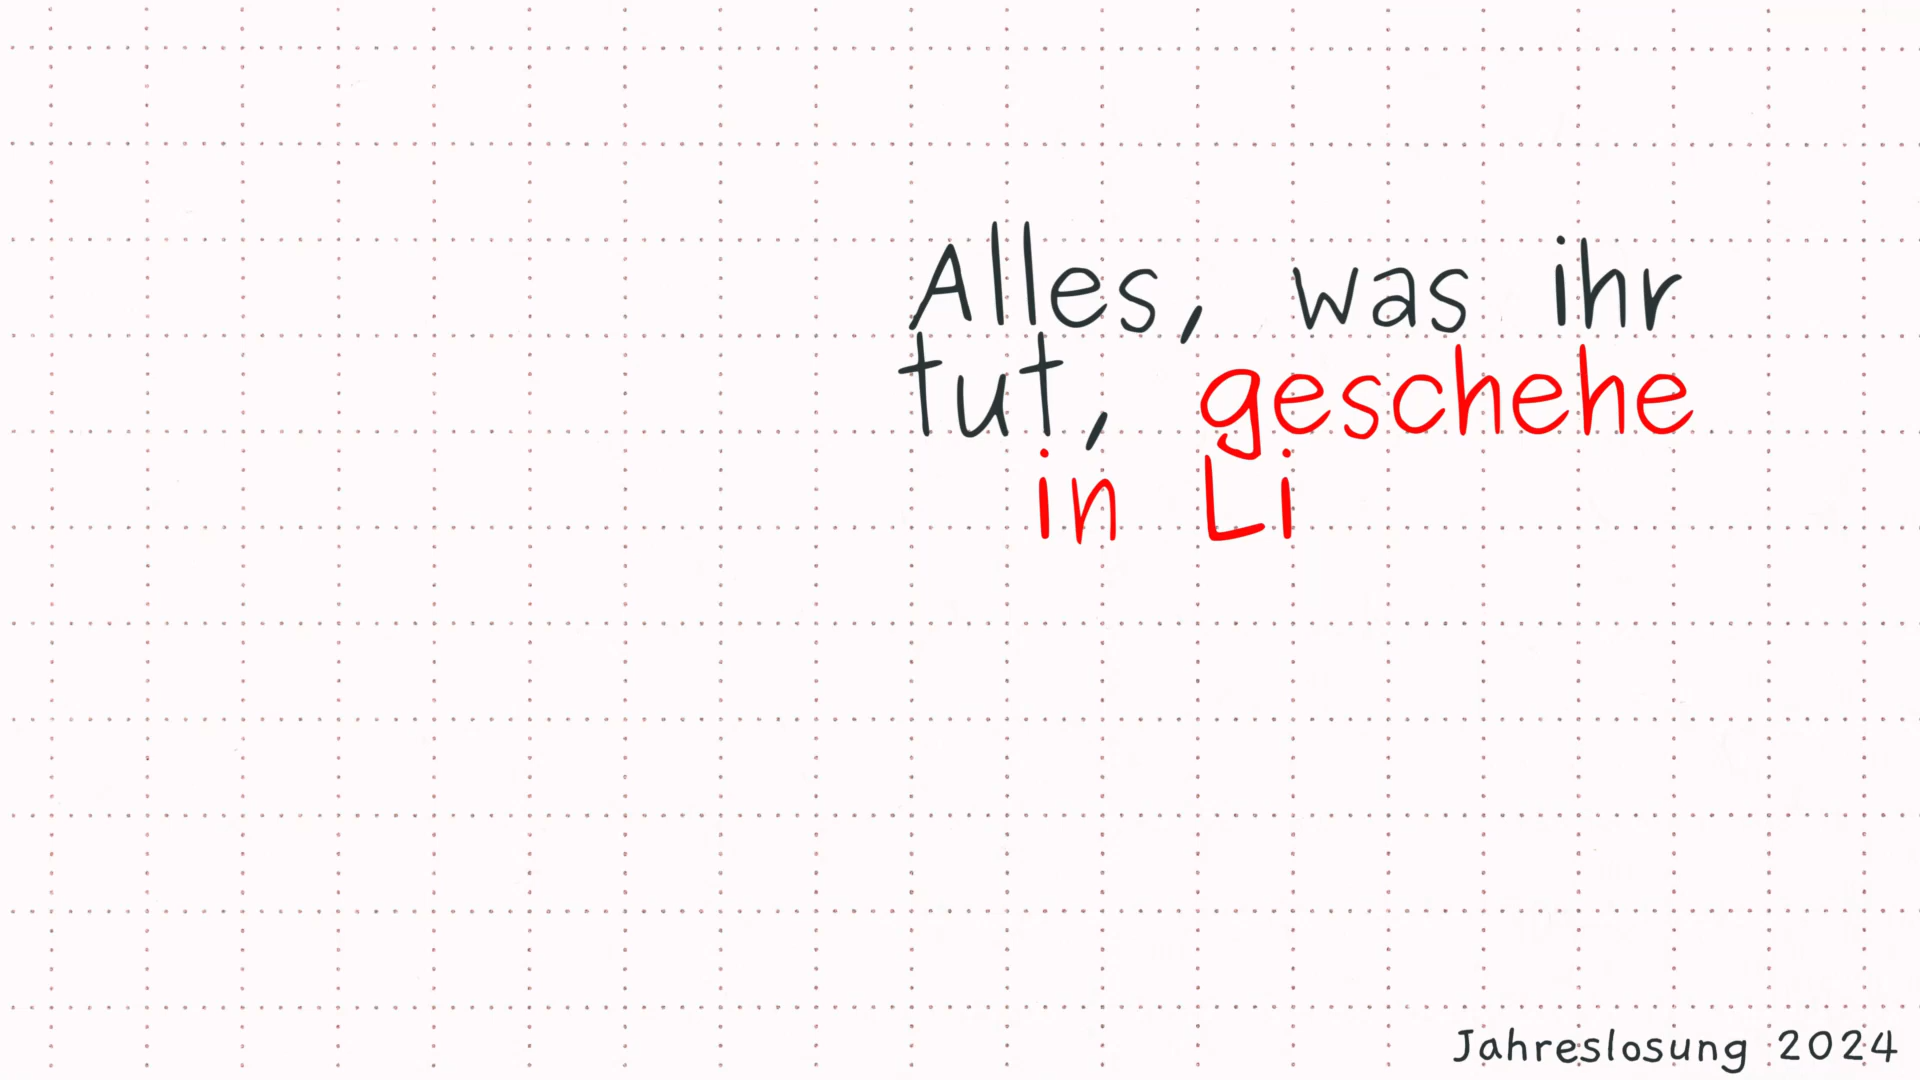 Alles, was ihr
tut, geschehe
in Li
Jahreslosung 2024